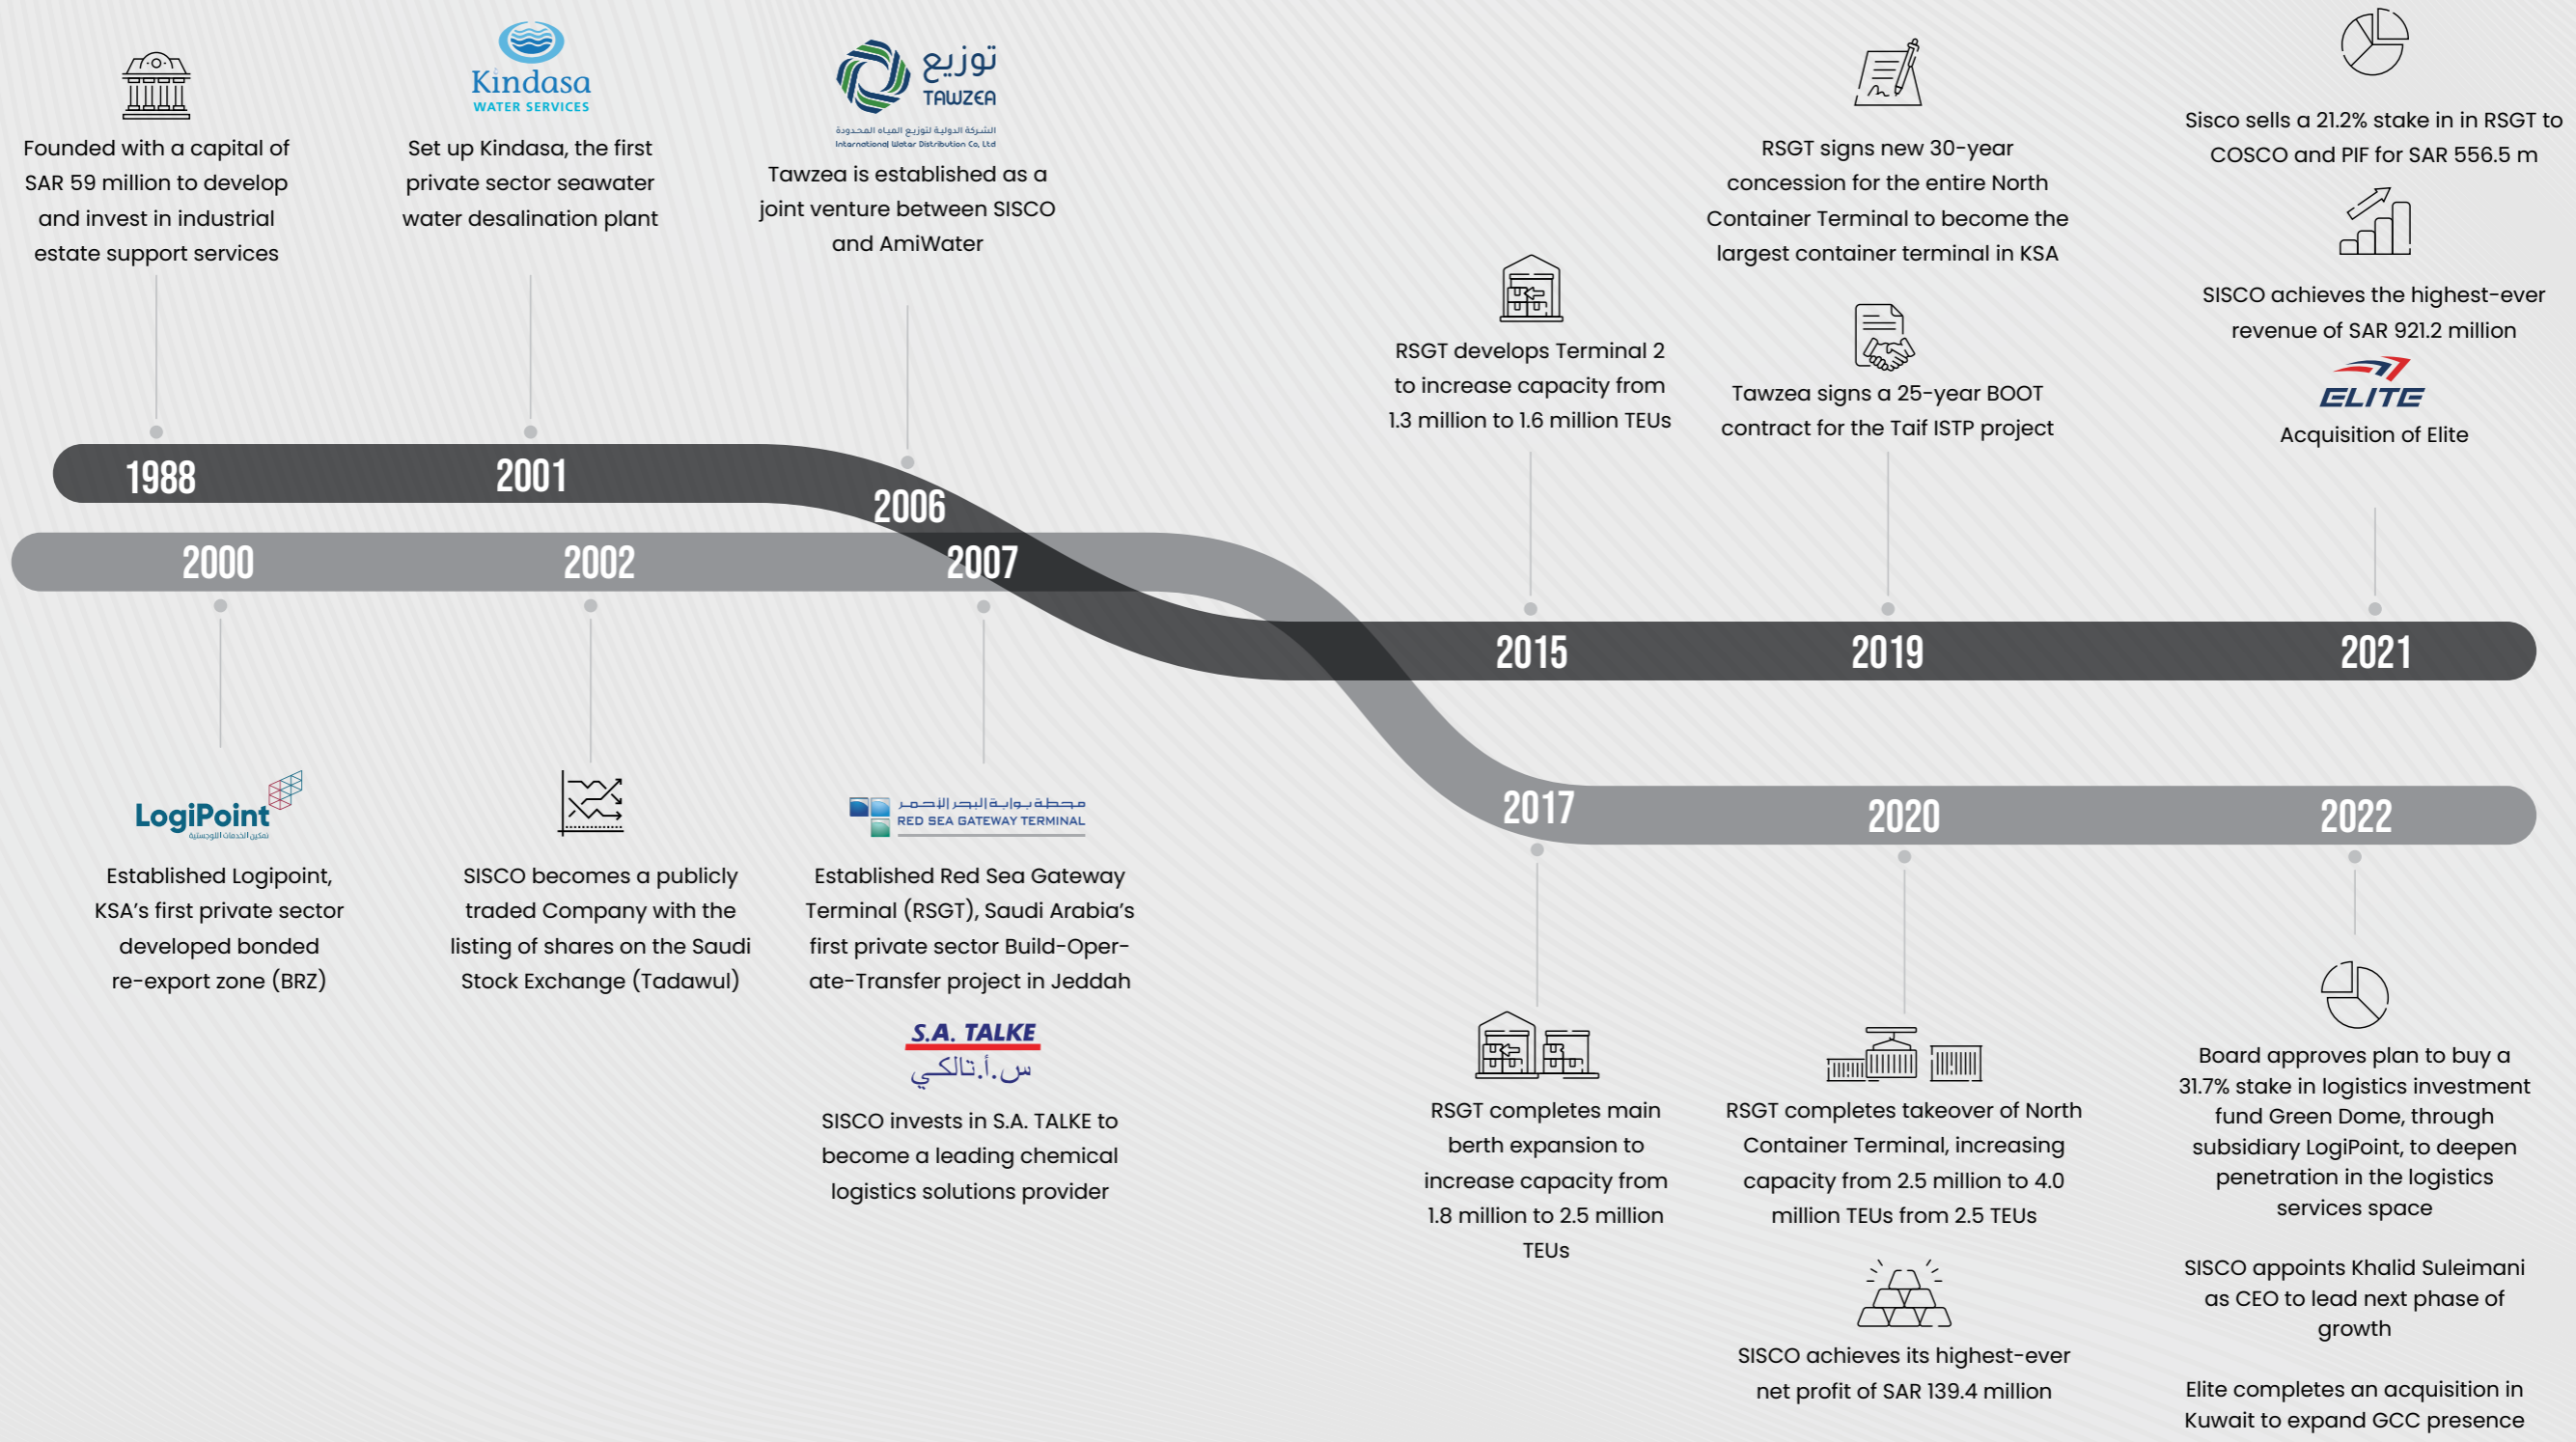 Founded with a capital of
SAR 59 million to develop
and invest in industrial
estate support services
Kindasa
WATER SERVICES
Set up Kindasa, the first
private sector seawater
water desalination plant
توزيع
TAWZEA
الشركة الدولية لتوزيع المياه المحدودة
International Water Distribution Co, Ltd
Tawzea is established as a
joint venture between SISCO
and AmiWater
RSGT develops Terminal 2
to increase capacity from
1.3 million to 1.6 million TEUs
RSGT signs new 30-year
concession for the entire North
Container Terminal to become the
largest container terminal in KSA
Tawzea signs a 25-year BOOT
contract for the Taif ISTP project
Sisco sells a 21.2% stake in in RSGT to
COSCO and PIF for SAR 556.5 m
SISCO achieves the highest-ever
revenue of SAR 921.2 million
ELITE
Acquisition of Elite
1988
2001
2006
2000
2002
2007
2015
2019
2021
2017
2020
2022
LogiPoint
تمكين الخدمات اللوجستية
Established Logipoint,
KSA's first private sector
developed bonded
re-export zone (BRZ)
SISCO becomes a publicly
traded Company with the
listing of shares on the Saudi
Stock Exchange (Tadawul)
محطة بوابة البحر الأحمر
RED SEA GATEWAY TERMINAL
Established Red Sea Gateway
Terminal (RSGT), Saudi Arabia's
first private sector Build-Oper-
ate-Transfer project in Jeddah
S.A. TALKE
س.أ.تالكي
SISCO invests in S.A. TALKE to
become a leading chemical
logistics solutions provider
RSGT completes main
berth expansion to
increase capacity from
1.8 million to 2.5 million
TEUs
RSGT completes takeover of North
Container Terminal, increasing
capacity from 2.5 million to 4.0
million TEUs from 2.5 TEUs
SISCO achieves its highest-ever
net profit of SAR 139.4 million
Board approves plan to buy a
31.7% stake in logistics investment
fund Green Dome, through
subsidiary LogiPoint, to deepen
penetration in the logistics
services space
SISCO appoints Khalid Suleimani
as CEO to lead next phase of
growth
Elite completes an acquisition in
Kuwait to expand GCC presence